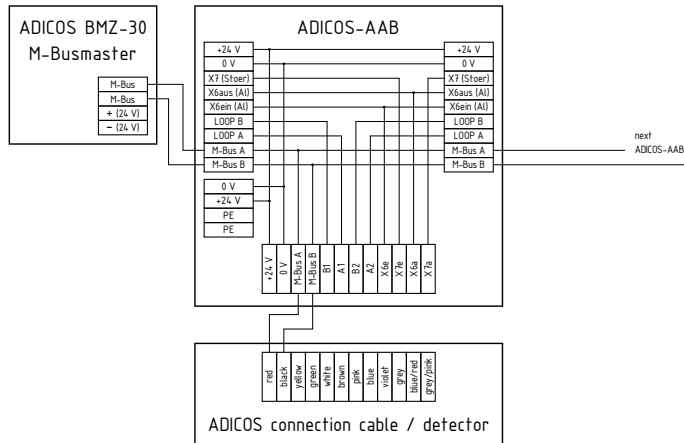 ADICOS BMZ-30
M-Busmaster
M-Bus
M-Bus
+ (24 V)
– (24 V)
ADICOS-AAB
+24 V
0 V
X7 (Stoer)
X6aus (Al)
X6ein (Al)
LOOP B
LOOP A
M-Bus A
M-Bus B
0 V
+24 V
PE
PE
+24 V
0 V
X7 (Stoer)
X6aus (Al)
X6ein (Al)
LOOP B
LOOP A
M-Bus A
M-Bus B
next
ADICOS-AAB
+24 V
0 V
M-Bus A
M-Bus B
B1
A1
B2
A2
X6e
X7e
X6a
X7a
red
black
yellow
green
white
brown
pink
blue
violet
grey
blue/red
grey/pink
ADICOS connection cable / detector